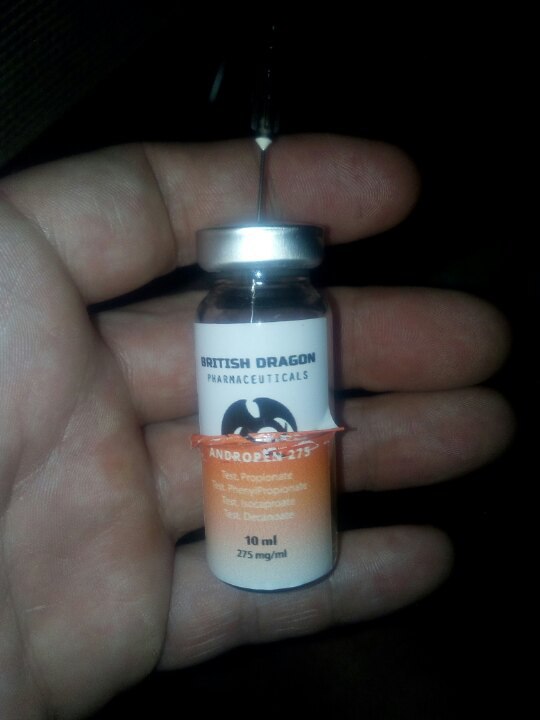 BRITISH DRAGON
PHARMACEUTICALS
ANDROPEN 275
Test. Propionate
Test. PhenylPropionate
Test. Isocaproate
Test. Decanoate
10 ml
275 mg/ml